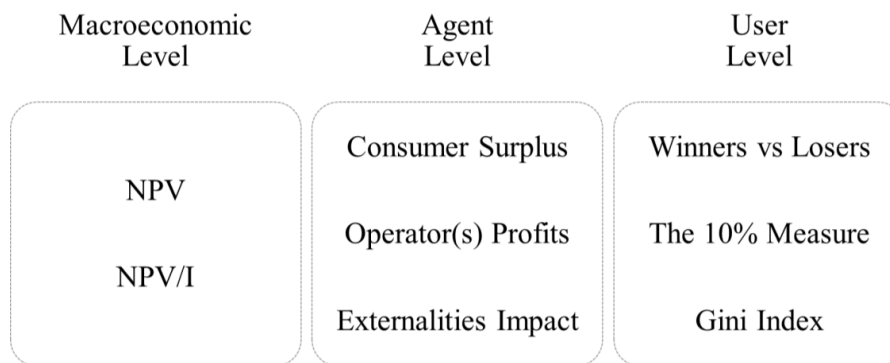 Macroeconomic
Level
Agent
Level
User
Level
NPV
NPV/I
Consumer Surplus
Operator(s) Profits
Externalities Impact
Winners vs Losers
The 10% Measure
Gini Index